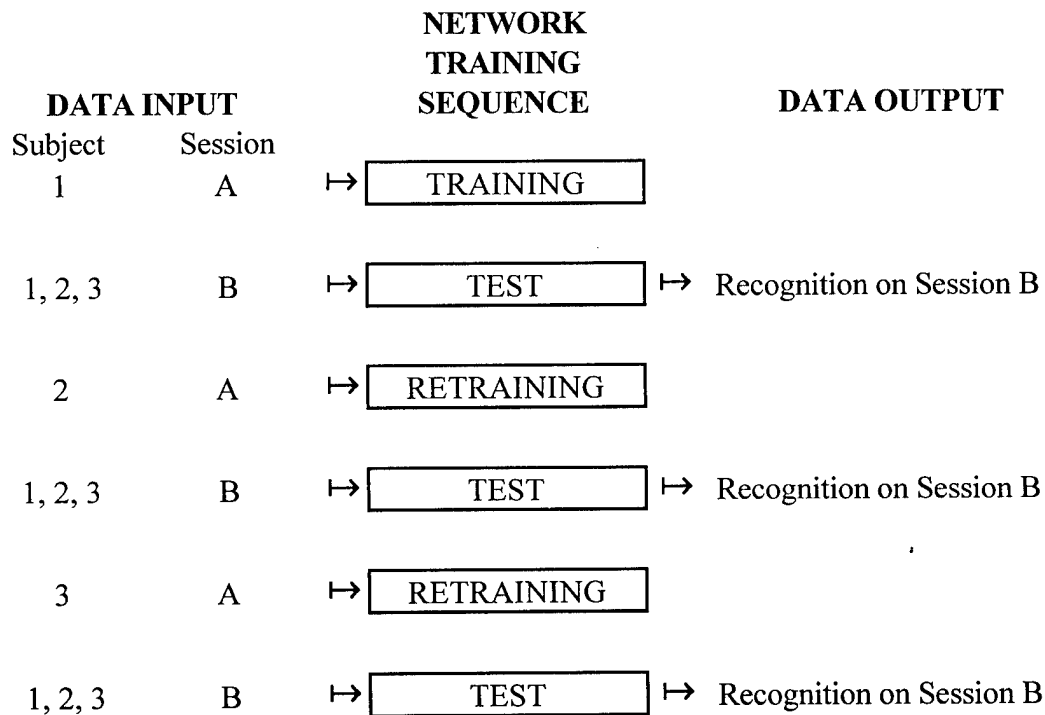 NETWORK
TRAINING
SEQUENCE
DATA INPUT
DATA OUTPUT
Subject Session
1 A ↦ TRAINING
1, 2, 3 B ↦ TEST ↦ Recognition on Session B
2 A ↦ RETRAINING
1, 2, 3 B ↦ TEST ↦ Recognition on Session B
3 A ↦ RETRAINING
1, 2, 3 B ↦ TEST ↦ Recognition on Session B